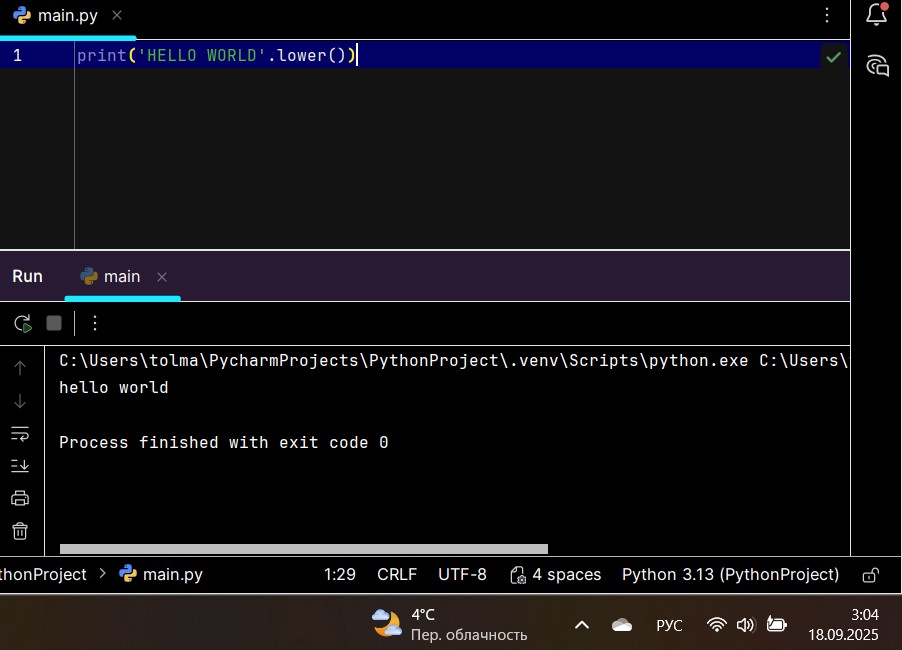 main.py
1 print('HELLO WORLD'.lower())
Run main
C:\Users\tolma\PycharmProjects\PythonProject\.venv\Scripts\python.exe C:\Users\
hello world
Process finished with exit code 0
thonProject > main.py 1:29 CRLF UTF-8 4 spaces Python 3.13 (PythonProject)
4°C
Пер. облачность
РУС
3:04
18.09.2025